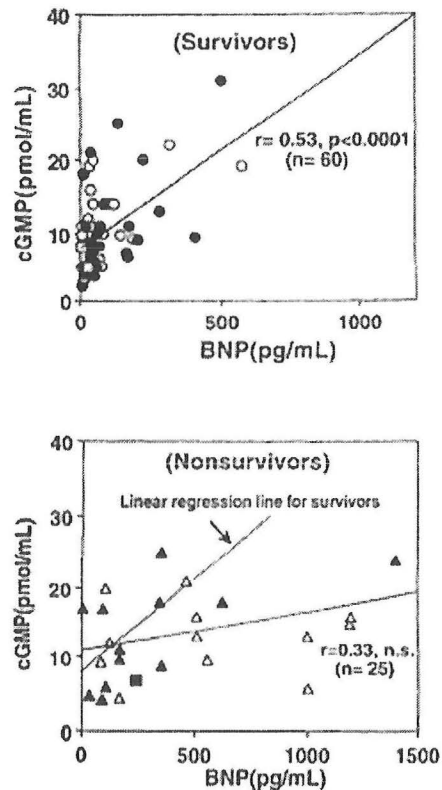 (Survivors)
40
30
20
10
0
cGMP(pmol/mL)
r= 0.53, p<0.0001
(n= 60)
0
500
1000
BNP(pg/mL)
(Nonsurvivors)
Linear regression line for survivors
40
30
20
10
0
cGMP(pmol/mL)
r=0.33, n.s.
(n= 25)
0
500
1000
1500
BNP(pg/mL)